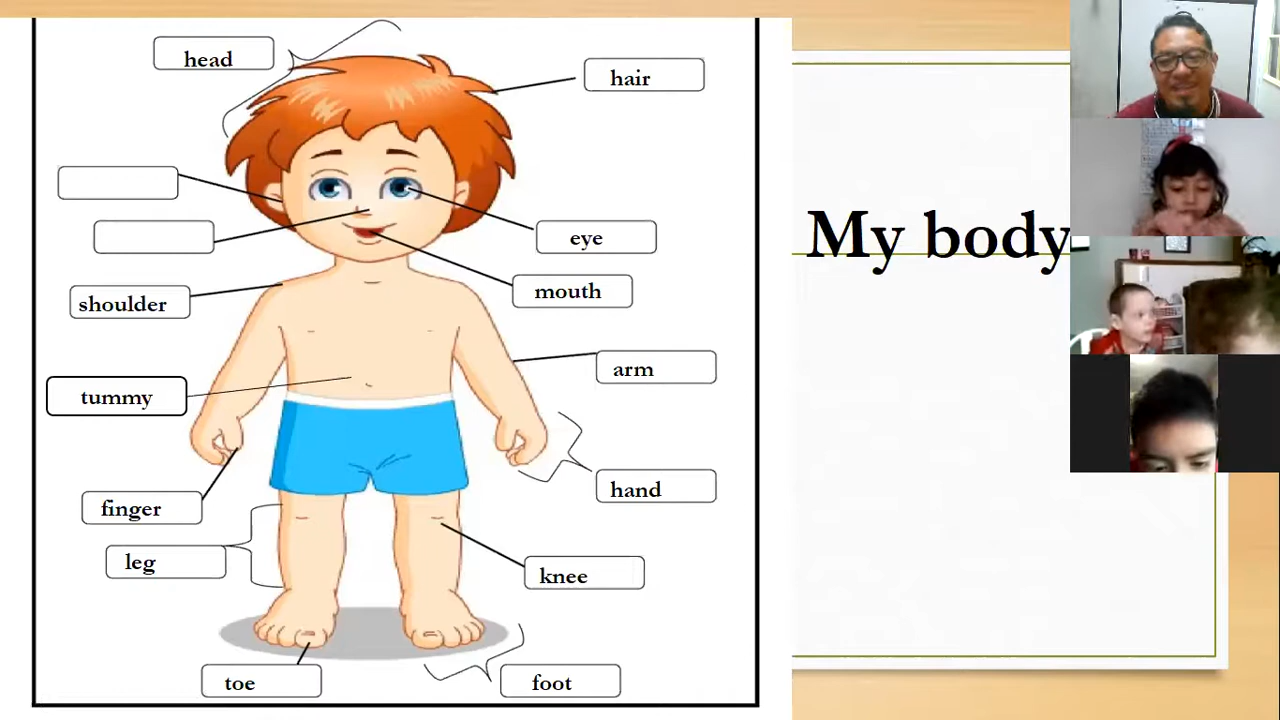 head
hair
eye
mouth
shoulder
arm
tummy
hand
finger
leg
knee
toe
foot
My body